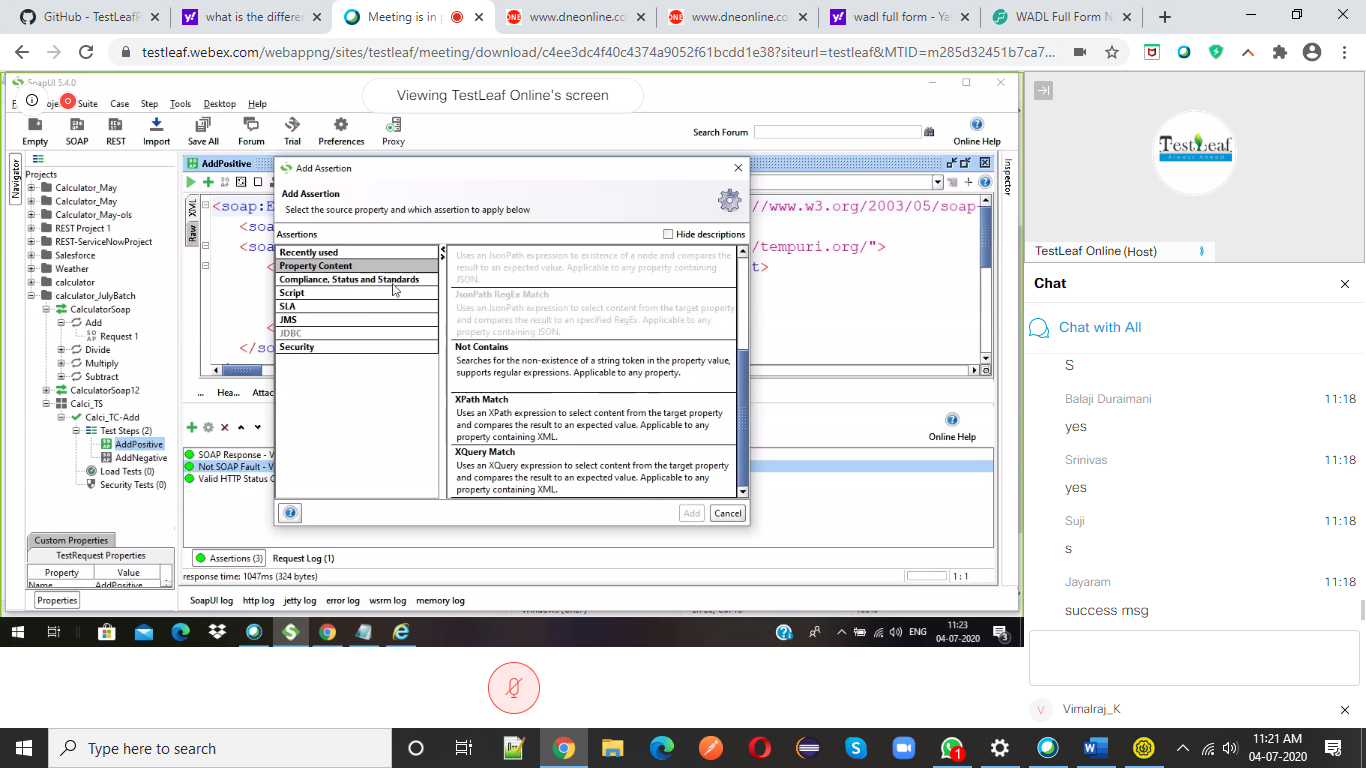 GitHub - TestLeafP
what is the differen
Meeting is in p
www.dneonline.co
www.dneonline.co
wadl full form - Ya
WADL Full Form N
testleaf.webex.com/webappng/sites/testleaf/meeting/download/c4ee3dc4f40c4374a9052f61bcdd1e38?siteurl=testleaf&MTID=m285d32451b7ca7...
SoapUI 5.4.0
Viewing TestLeaf Online's screen
Suite Case Step Tools Desktop Help
Empty SOAP REST Import Save All Forum Trial Preferences Proxy
Search Forum
Online Help
Navigator
Projects
Calculator_May
Calculator_May
Calculator_May-ols
REST Project 1
REST-ServiceNowProject
Salesforce
Weather
calculator
calculator_JulyBatch
CalculatorSoap
Add
Request 1
Divide
Multiply
Subtract
CalculatorSoap12
Calci_TS
Calci_TC-Add
Test Steps (2)
AddPositive
AddNegative
Load Tests (0)
Security Tests (0)
Custom Properties
TestRequest Properties
Property Value
Name AddPositive
Properties
AddPositive
XML
Raw
<soap:E
//www.w3.org/2003/05/soap-
<soa
<soa
/tempuri.org/">
<
t>
<
</so
... Hea... Attac
Inspector
Online Help
SOAP Response - V
Not SOAP Fault - V
Valid HTTP Status C
Assertions (3)
Request Log (1)
response time: 1047ms (324 bytes)
1 : 1
SoapUI log http log jetty log error log wsrm log memory log
Add Assertion
Add Assertion
Select the source property and which assertion to apply below
Assertions
Hide descriptions
Recently used
Property Content
Compliance, Status and Standards
Script
SLA
JMS
JDBC
Security
Uses an JsonPath expression to existence of a node and compares the
result to an expected value. Applicable to any property containing
JSON.
JsonPath RegEx Match
Uses an JsonPath expression to select content from the target property
and compares the result to an specified RegEx. Applicable to any
property containing JSON.
Not Contains
Searches for the non-existence of a string token in the property value,
supports regular expressions. Applicable to any property.
XPath Match
Uses an XPath expression to select content from the target property
and compares the result to an expected value. Applicable to any
property containing XML.
XQuery Match
Uses an XQuery expression to select content from the target property
and compares the result to an expected value. Applicable to any
property containing XML.
Add
Cancel
ENG
11:23
04-07-2020
3
TestLeaf
Always Ahead
TestLeaf Online (Host)
Chat
Chat with All
S
Balaji Duraimani 11:18
yes
Srinivas 11:18
yes
Suji 11:18
s
Jayaram 11:18
success msg
V
Vimalraj_K
Type here to search
1
11:21 AM
04-07-2020